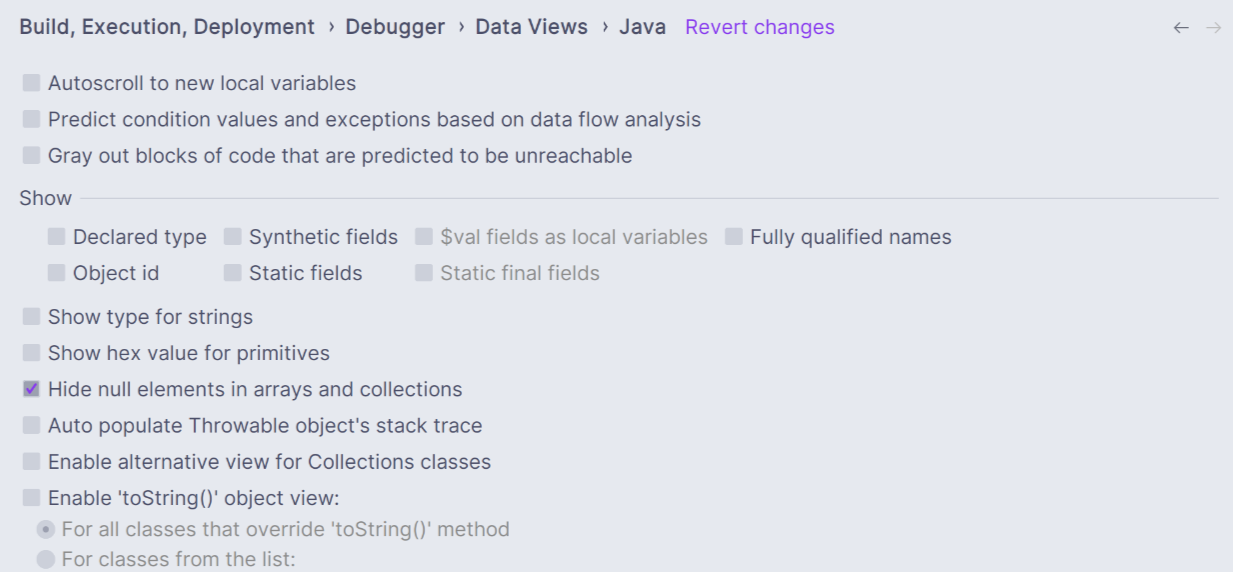 Build, Execution, Deployment › Debugger › Data Views › Java Revert changes ← →
Autoscroll to new local variables
Predict condition values and exceptions based on data flow analysis
Gray out blocks of code that are predicted to be unreachable
Show
Declared type Synthetic fields $val fields as local variables Fully qualified names
Object id Static fields Static final fields
Show type for strings
Show hex value for primitives
Hide null elements in arrays and collections
Auto populate Throwable object's stack trace
Enable alternative view for Collections classes
Enable 'toString()' object view:
For all classes that override 'toString()' method
For classes from the list: